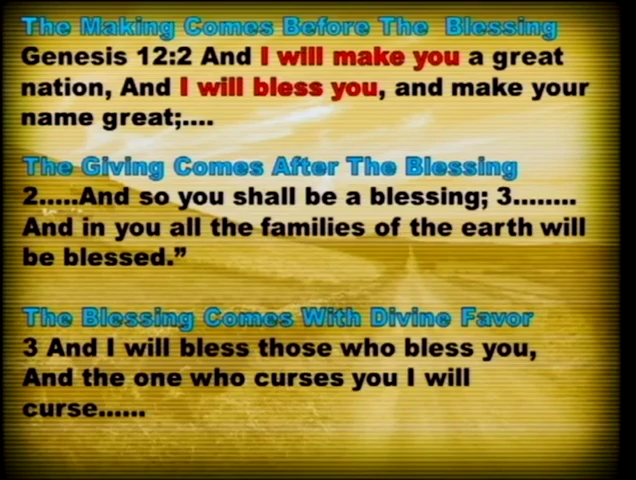 The Making Comes Before The Blessing
Genesis 12:2 And I will make you a great
nation, And I will bless you, and make your
name great;....
The Giving Comes After The Blessing
2.....And so you shall be a blessing; 3........
And in you all the families of the earth will
be blessed.”
The Blessing Comes With Divine Favor
3 And I will bless those who bless you,
And the one who curses you I will
curse......